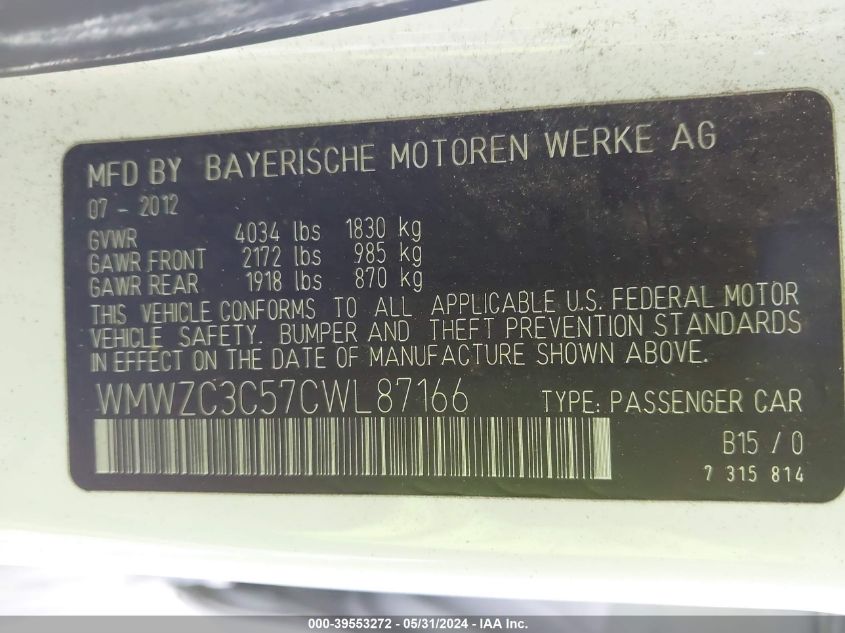 MFD BY BAYERISCHE MOTOREN WERKE AG
07 - 2012
GVWR 4034 lbs 1830 kg
GAWR FRONT 2172 lbs 985 kg
GAWR REAR 1918 lbs 870 kg
THIS VEHICLE CONFORMS TO ALL APPLICABLE U.S. FEDERAL MOTOR
VEHICLE SAFETY. BUMPER AND THEFT PREVENTION STANDARDS
IN EFFECT ON THE DATE OF MANUFACTURE SHOWN ABOVE.
WMWZC3C57CWL87166 TYPE: PASSENGER CAR
B15 / 0
7 315 814
000-39553272 - 05/31/2024 - IAA Inc.